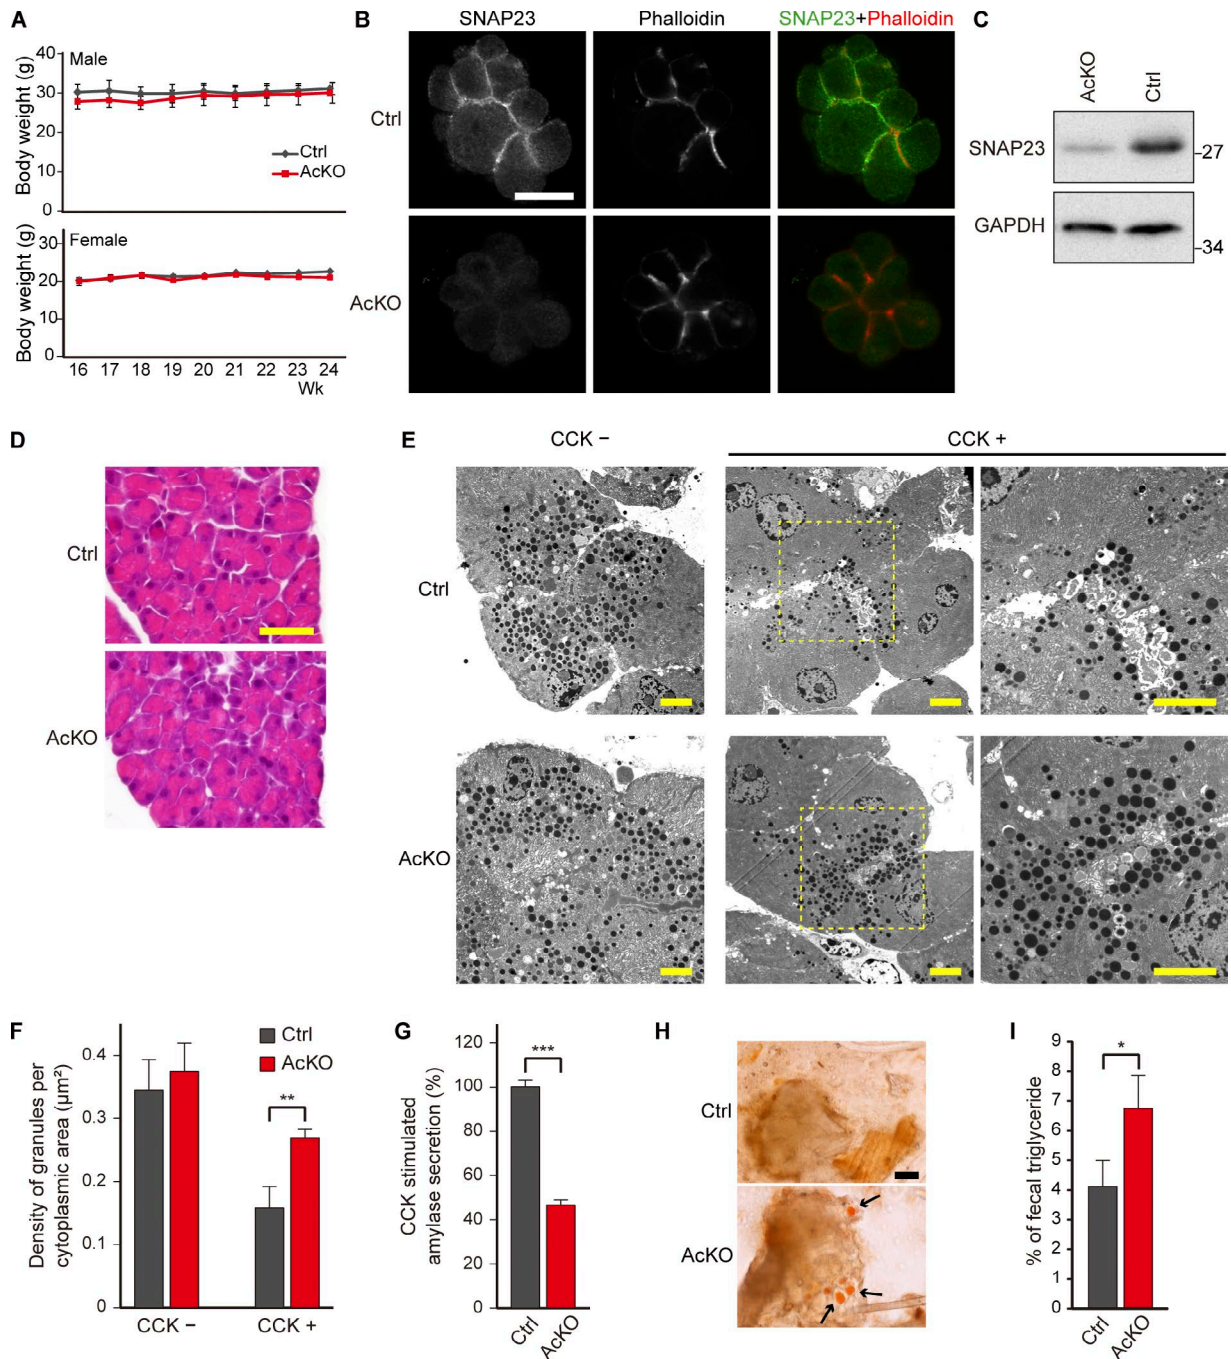 A
Body weight (g)
40
30
20
10
0
Male
Ctrl
AcKO
Body weight (g)
30
20
10
0
Female
16 17 18 19 20 21 22 23 24
Wk
B
SNAP23 Phalloidin SNAP23+Phalloidin
Ctrl
AcKO
C
AcKO Ctrl
SNAP23
-27
GAPDH
-34
D
Ctrl
AcKO
E
CCK − CCK +
Ctrl
AcKO
F
Density of granules per
cytoplasmic area (µm²)
0.4
0.3
0.2
0.1
0
Ctrl
AcKO
**
CCK − CCK +
G
CCK stimulated
amylase secretion (%)
120
100
80
60
40
20
0
***
Ctrl AcKO
H
Ctrl
AcKO
I
% of fecal triglyceride
9
8
7
6
5
4
3
2
1
0
*
Ctrl AcKO